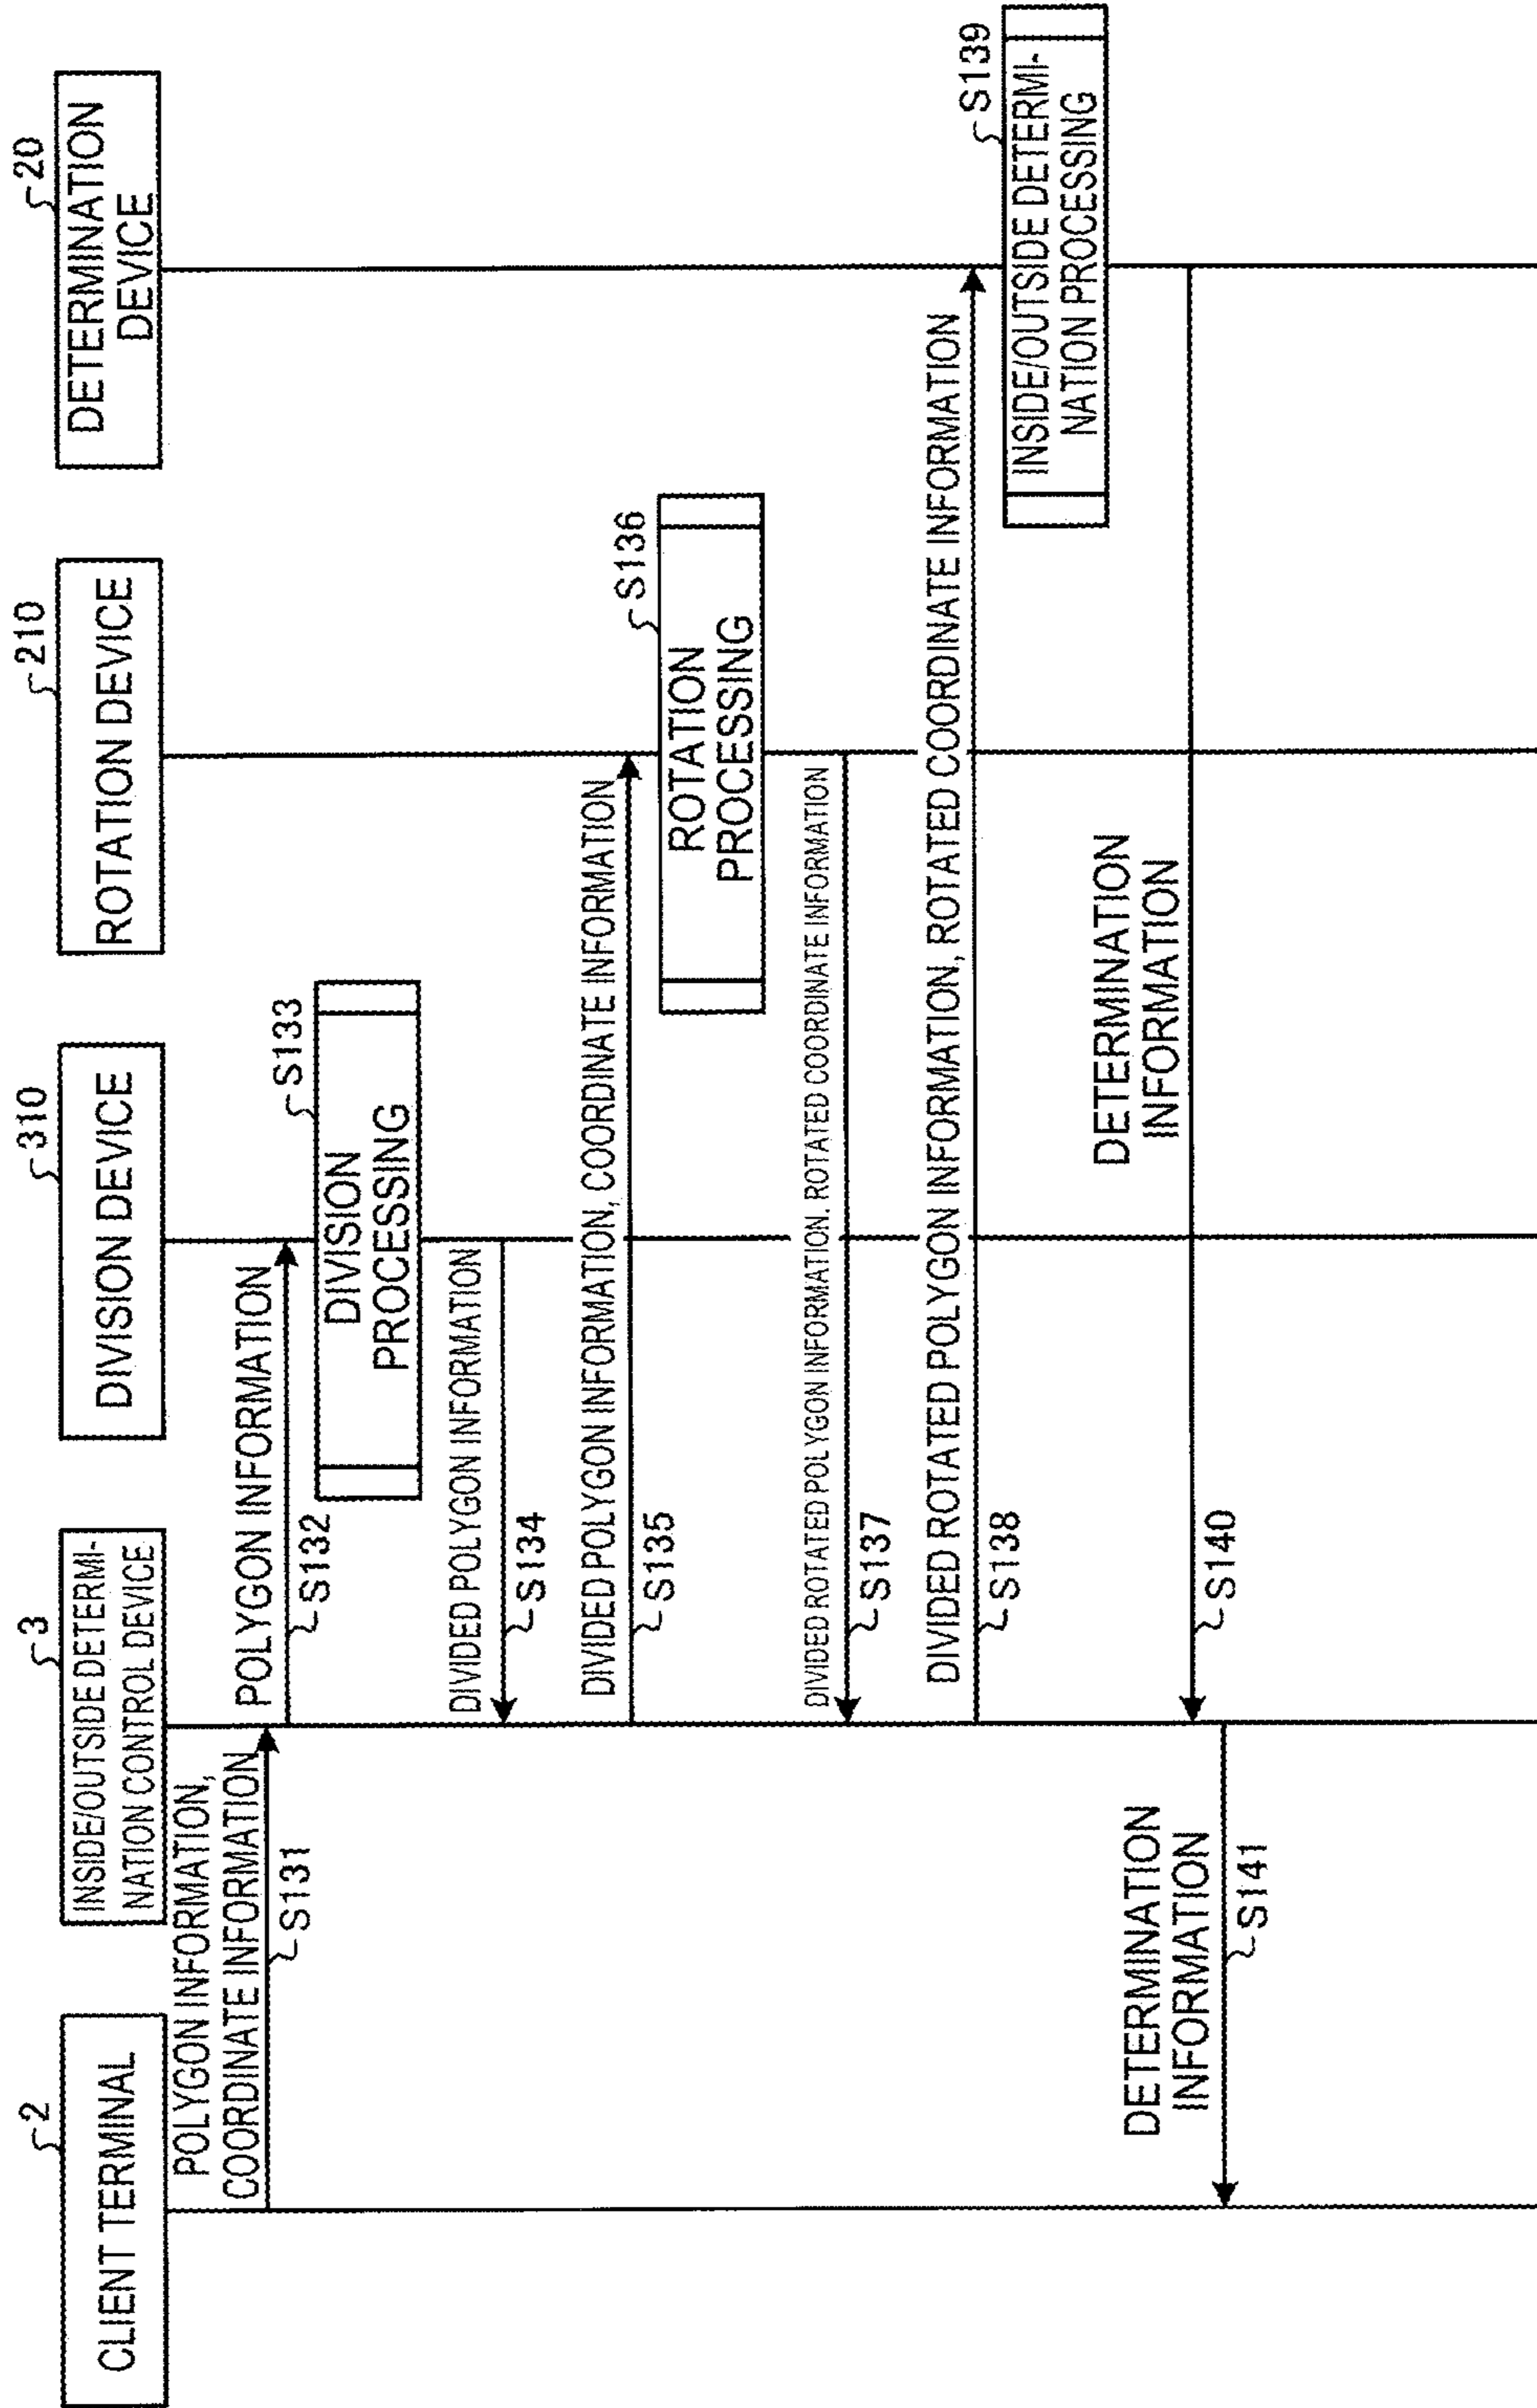 2
CLIENT TERMINAL
3
INSIDE/OUTSIDE DETERMI-
NATION CONTROL DEVICE
310
DIVISION DEVICE
210
ROTATION DEVICE
20
DETERMINATION
DEVICE
POLYGON INFORMATION,
COORDINATE INFORMATION
S131
POLYGON INFORMATION
S132
S133
DIVISION
PROCESSING
DIVIDED POLYGON INFORMATION
S134
DIVIDED POLYGON INFORMATION, COORDINATE INFORMATION
S135
S136
ROTATION
PROCESSING
DIVIDED ROTATED POLYGON INFORMATION, ROTATED COORDINATE INFORMATION
S137
DIVIDED ROTATED POLYGON INFORMATION, ROTATED COORDINATE INFORMATION
S138
S139
INSIDE/OUTSIDE DETERMI-
NATION PROCESSING
DETERMINATION
INFORMATION
S140
DETERMINATION
INFORMATION
S141